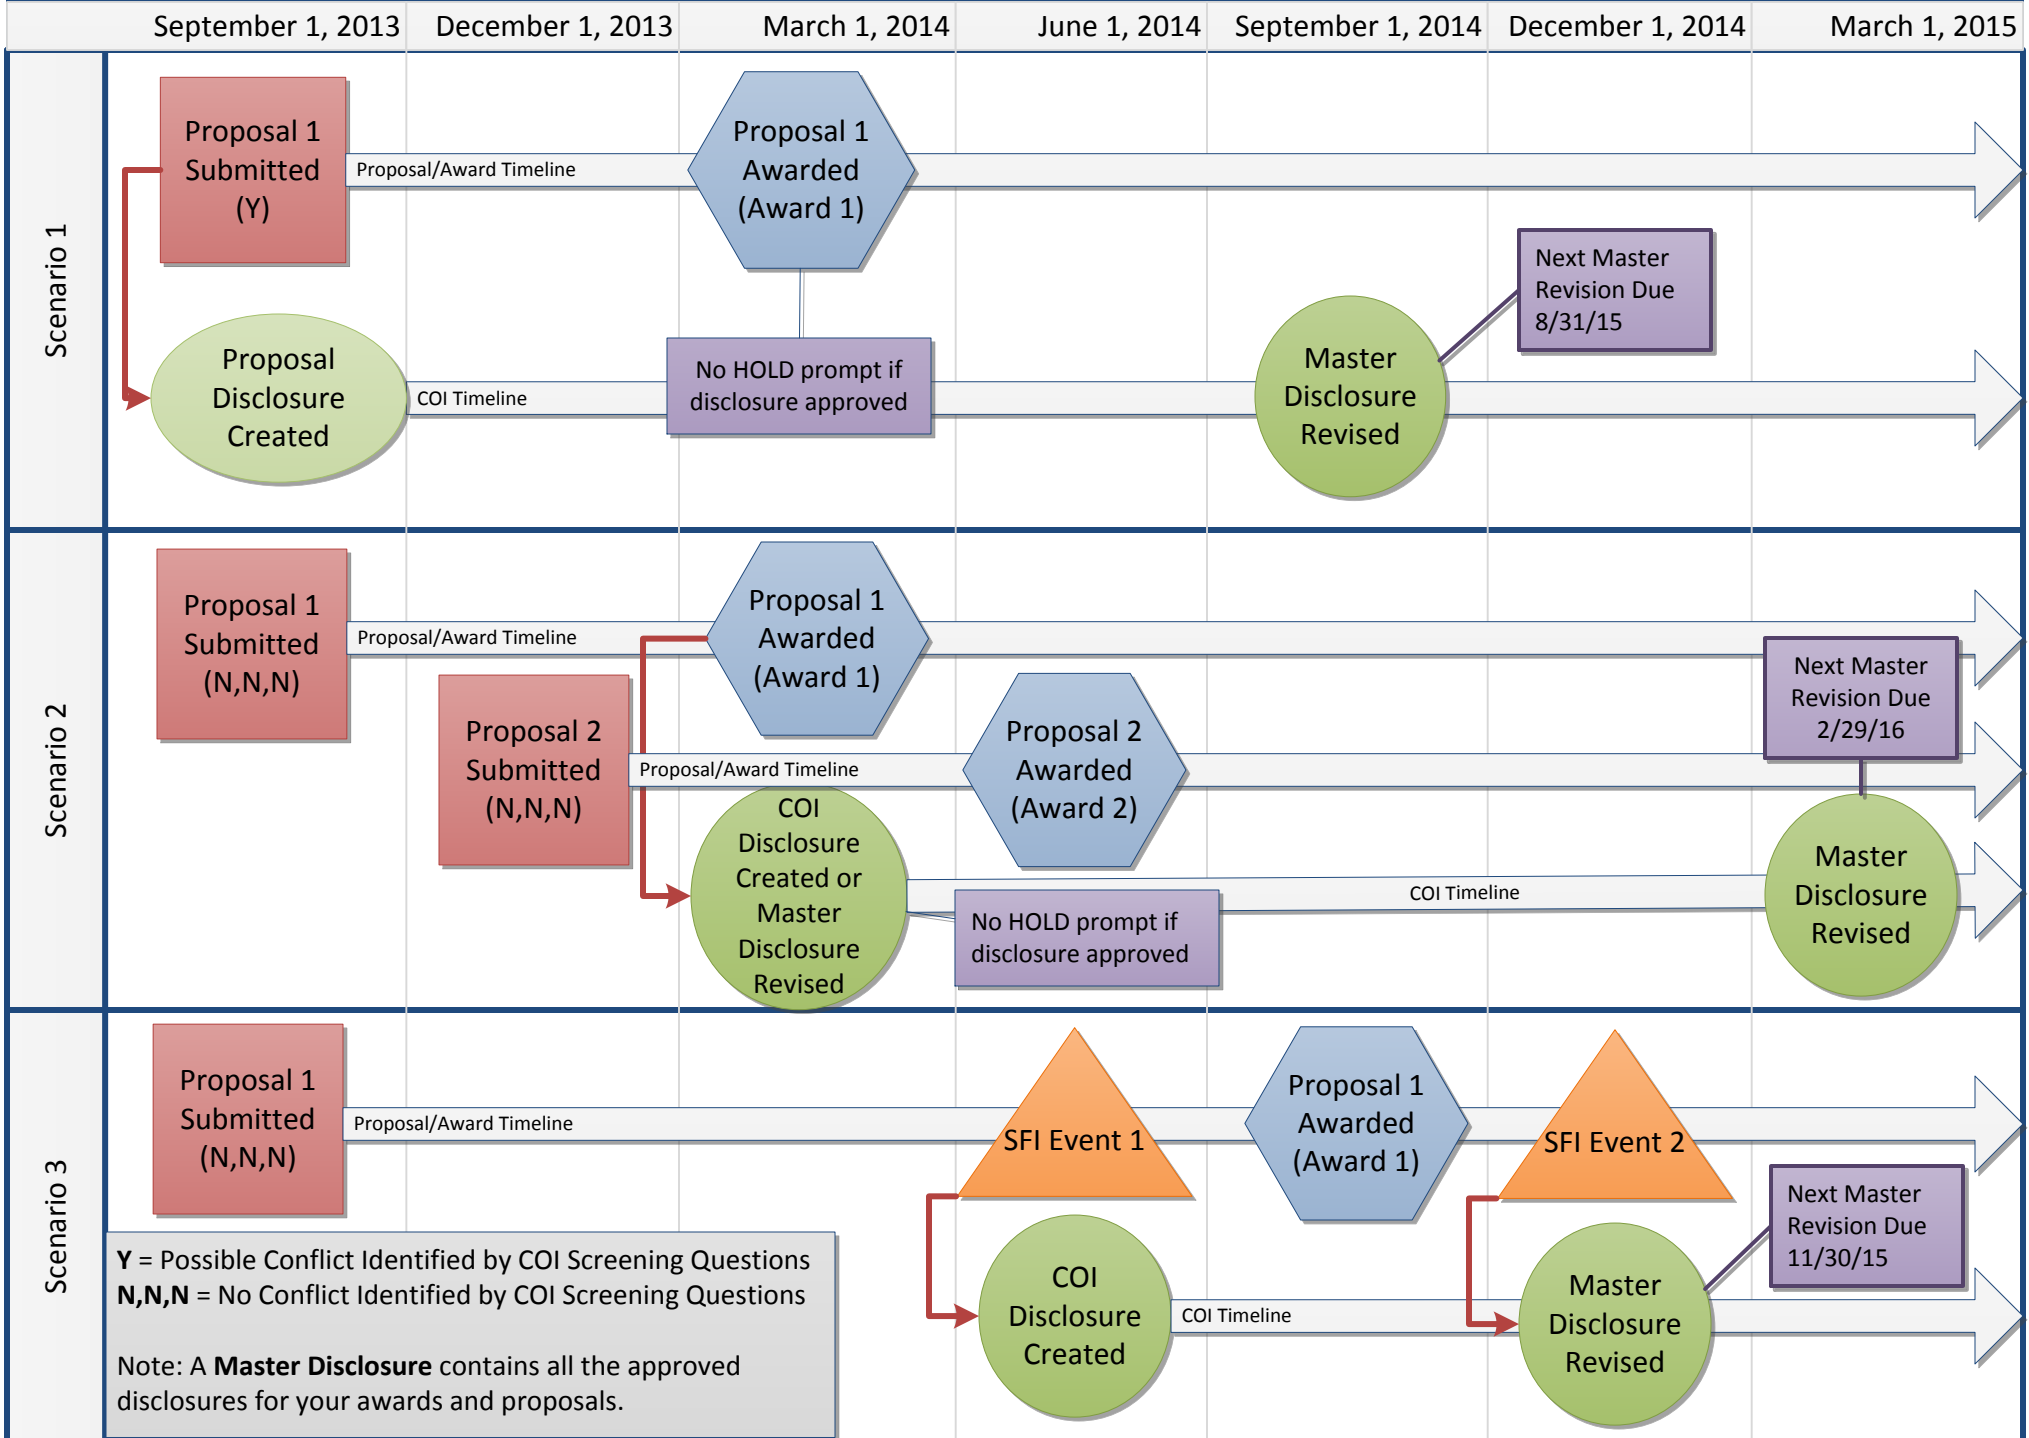 September 1, 2013
December 1, 2013
March 1, 2014
June 1, 2014
September 1, 2014
December 1, 2014
March 1, 2015
Scenario 1
Proposal 1
Submitted
(Y)
Proposal/Award Timeline
Proposal 1
Awarded
(Award 1)
Next Master
Revision Due
8/31/15
Proposal
Disclosure
Created
COI Timeline
No HOLD prompt if
disclosure approved
Master
Disclosure
Revised
Scenario 2
Proposal 1
Submitted
(N,N,N)
Proposal/Award Timeline
Proposal 1
Awarded
(Award 1)
Proposal 2
Submitted
(N,N,N)
Proposal/Award Timeline
Proposal 2
Awarded
(Award 2)
Next Master
Revision Due
2/29/16
COI
Disclosure
Created or
Master
Disclosure
Revised
No HOLD prompt if
disclosure approved
COI Timeline
Master
Disclosure
Revised
Scenario 3
Proposal 1
Submitted
(N,N,N)
Proposal/Award Timeline
SFI Event 1
Proposal 1
Awarded
(Award 1)
SFI Event 2
Next Master
Revision Due
11/30/15
COI
Disclosure
Created
COI Timeline
Master
Disclosure
Revised
Y = Possible Conflict Identified by COI Screening Questions
N,N,N = No Conflict Identified by COI Screening Questions
Note: A Master Disclosure contains all the approved
disclosures for your awards and proposals.